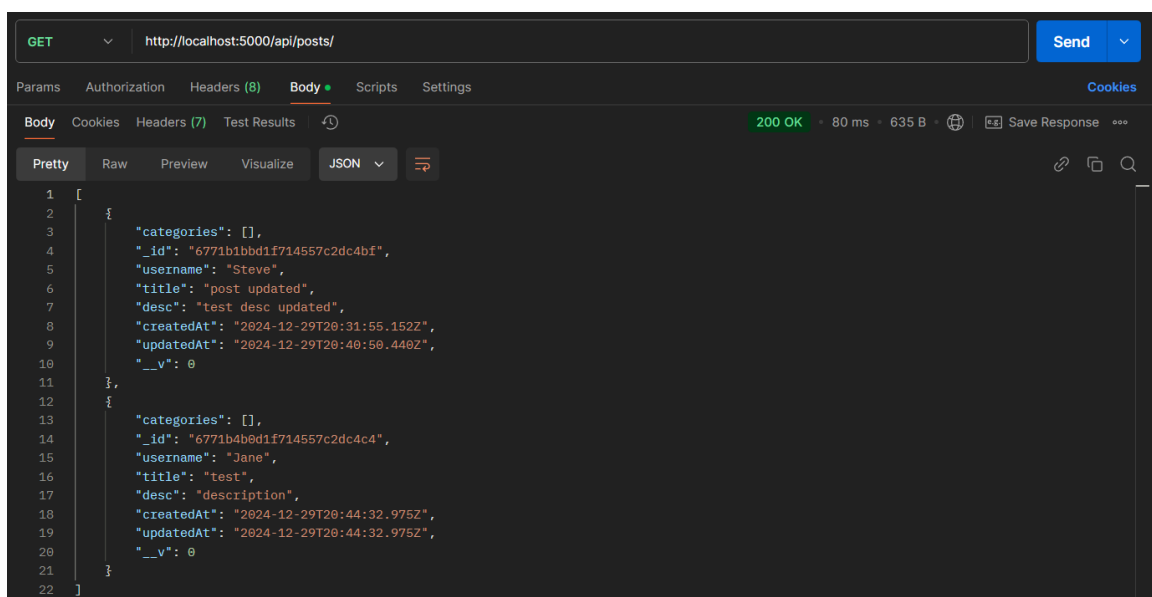 GET http://localhost:5000/api/posts/ Send
Params Authorization Headers (8) Body Scripts Settings Cookies
Body Cookies Headers (7) Test Results 200 OK 80 ms 635 B e.g. Save Response
Pretty Raw Preview Visualize JSON
1 [
2 {
3 "categories": [],
4 "_id": "6771b1bbd1f714557c2dc4bf",
5 "username": "Steve",
6 "title": "post updated",
7 "desc": "test desc updated",
8 "createdAt": "2024-12-29T20:31:55.152Z",
9 "updatedAt": "2024-12-29T20:40:50.440Z",
10 "__v": 0
11 },
12 {
13 "categories": [],
14 "_id": "6771b4b0d1f714557c2dc4c4",
15 "username": "Jane",
16 "title": "test",
17 "desc": "description",
18 "createdAt": "2024-12-29T20:44:32.975Z",
19 "updatedAt": "2024-12-29T20:44:32.975Z",
20 "__v": 0
21 }
22 ]